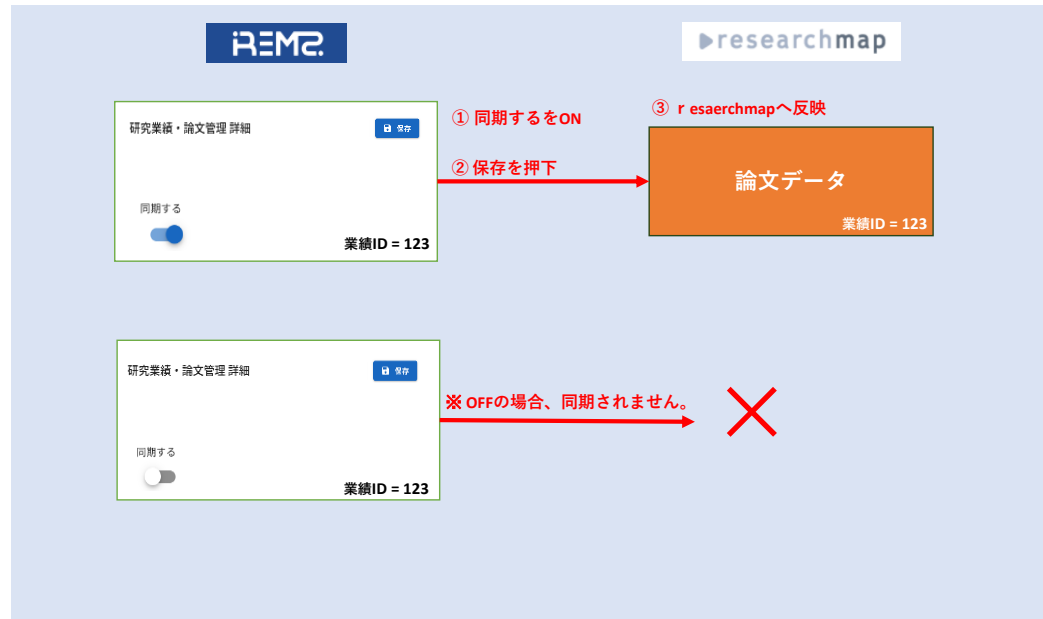 iREMS.
researchmap
研究業績・論文管理 詳細
保存
同期する
業績ID = 123
① 同期するをON
② 保存を押下
③ r esaerchmapへ反映
論文データ
業績ID = 123
研究業績・論文管理 詳細
保存
同期する
業績ID = 123
※ OFFの場合、同期されません。